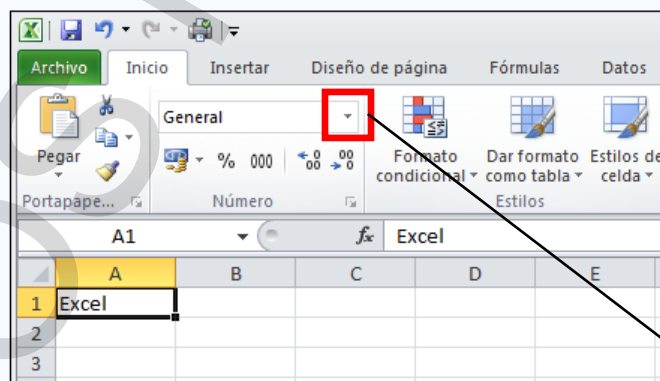 Archivo Inicio Insertar Diseño de página Fórmulas Datos
General
% 000
Pegar
Formato condicional
Dar formato como tabla
Estilos de celda
Portapape... Número Estilos
A1 fx Excel
A B C D E
1 Excel
2
3